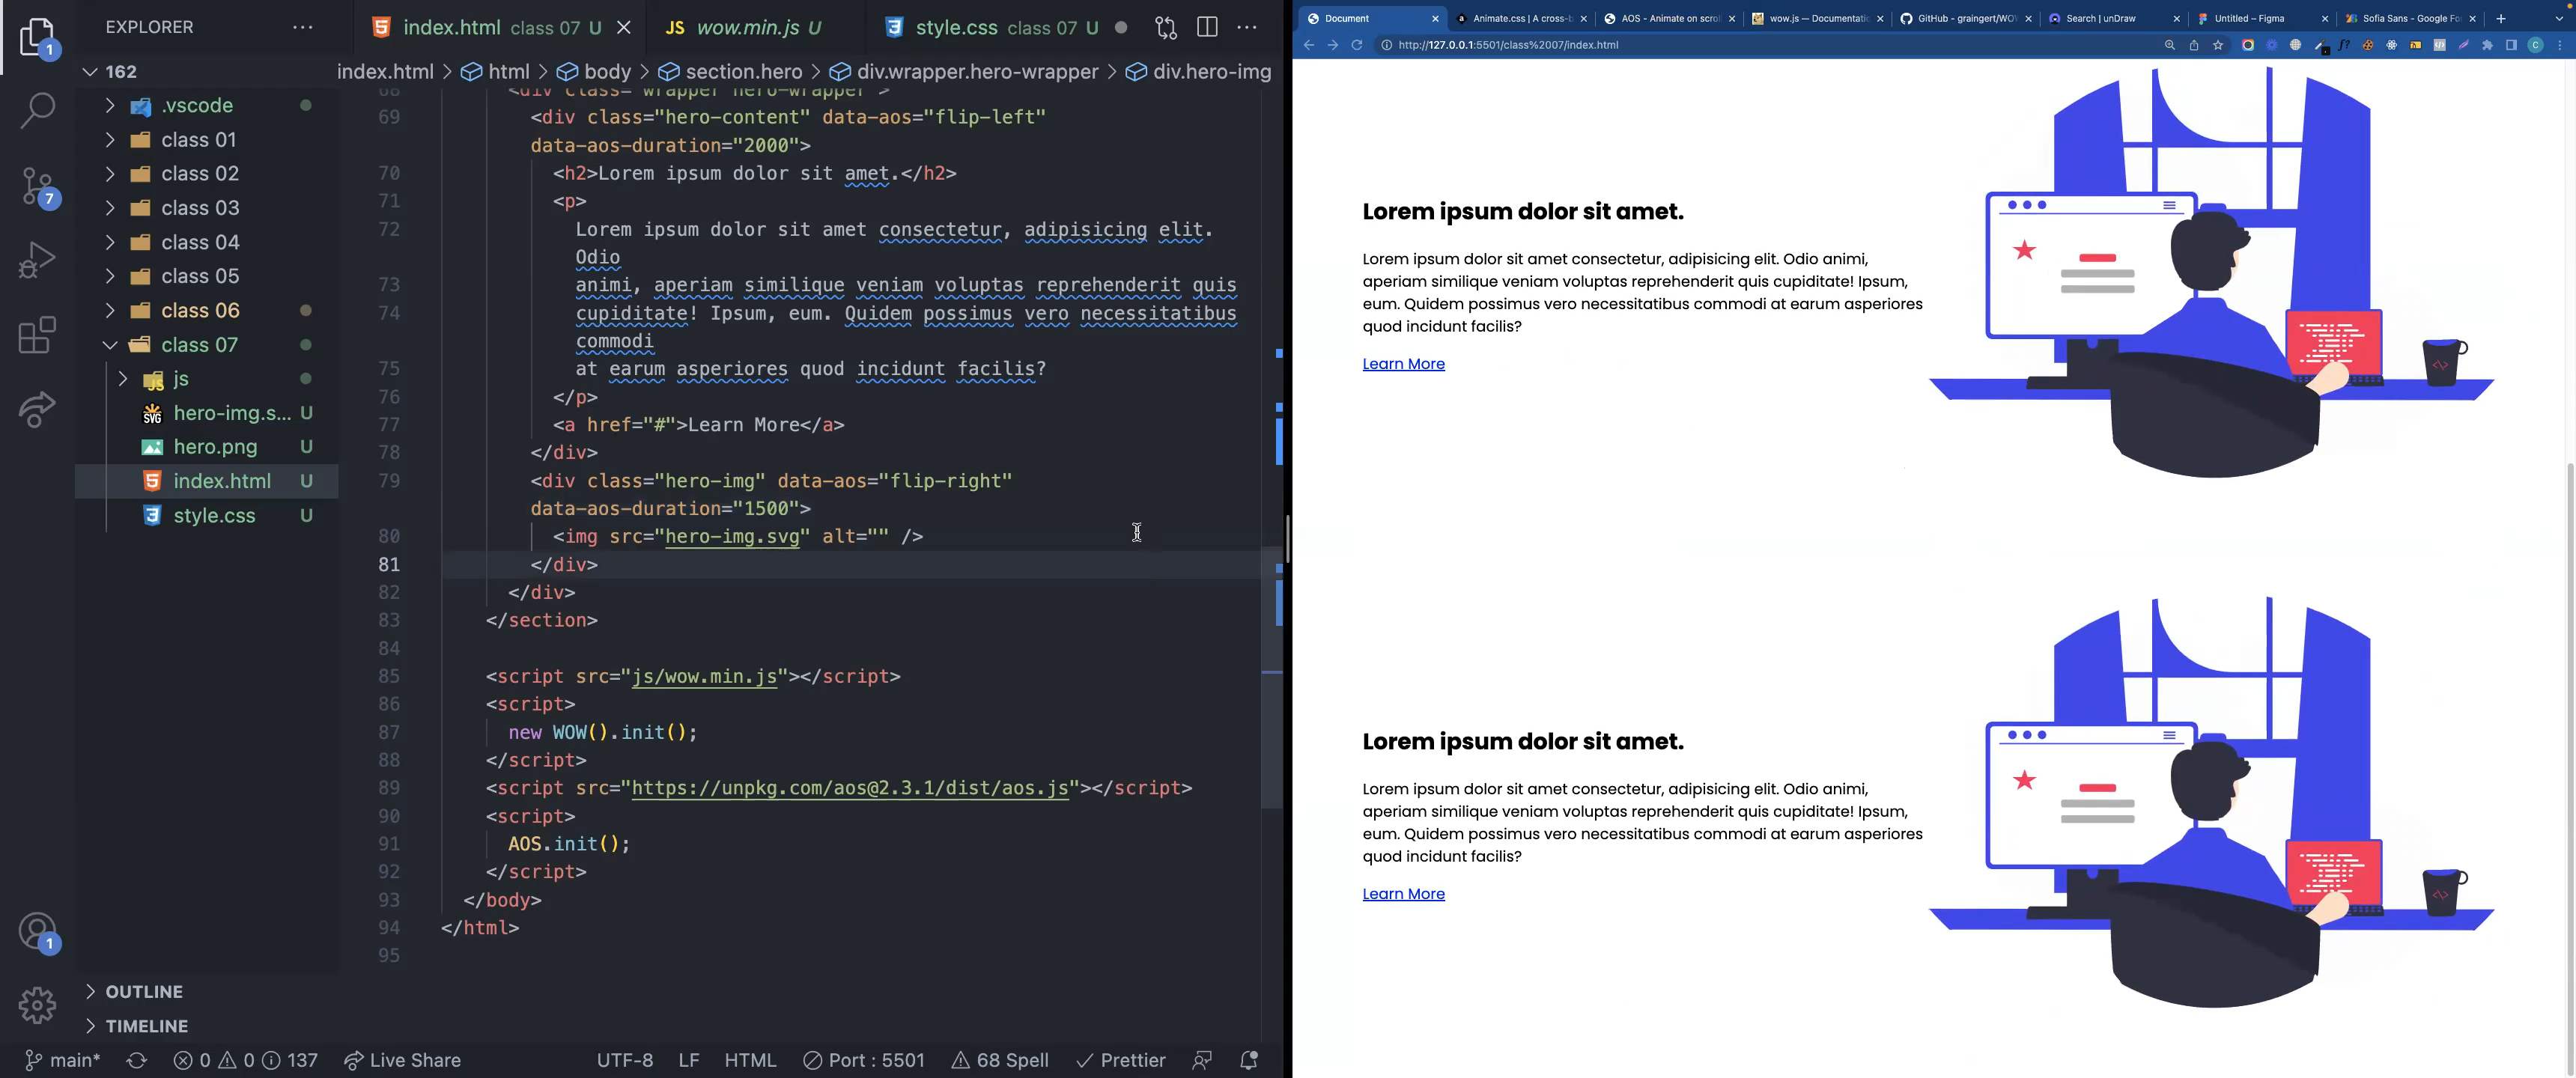 EXPLORER
162
.vscode
class 01
class 02
class 03
class 04
class 05
class 06
class 07
js
hero-img.s... U
hero.png U
index.html U
style.css U
OUTLINE
TIMELINE
1
7
1
index.html class 07 U
JS wow.min.js U
style.css class 07 U
index.html > html > body > section.hero > div.wrapper.hero-wrapper > div.hero-img
68 <div class="wrapper hero-wrapper">
69 <div class="hero-content" data-aos="flip-left"
data-aos-duration="2000">
70 <h2>Lorem ipsum dolor sit amet.</h2>
71 <p>
72 Lorem ipsum dolor sit amet consectetur, adipisicing elit.
Odio
73 animi, aperiam similique veniam voluptas reprehenderit quis
74 cupiditate! Ipsum, eum. Quidem possimus vero necessitatibus
commodi
75 at earum asperiores quod incidunt facilis?
76 </p>
77 <a href="#">Learn More</a>
78 </div>
79 <div class="hero-img" data-aos="flip-right"
data-aos-duration="1500">
80 <img src="hero-img.svg" alt="" />
81 </div>
82 </div>
83 </section>
84
85 <script src="js/wow.min.js"></script>
86 <script>
87 new WOW().init();
88 </script>
89 <script src="https://unpkg.com/aos@2.3.1/dist/aos.js"></script>
90 <script>
91 AOS.init();
92 </script>
93 </body>
94 </html>
95
main* 0 0 137 Live Share UTF-8 LF HTML Port : 5501 68 Spell Prettier
Document
Animate.css | A cross-b
AOS - Animate on scrol
wow.js — Documentatio
GitHub - graingert/WOW
Search | unDraw
Untitled – Figma
Sofia Sans - Google Fo
http://127.0.0.1:5501/class%2007/index.html
Lorem ipsum dolor sit amet.
Lorem ipsum dolor sit amet consectetur, adipisicing elit. Odio animi,
aperiam similique veniam voluptas reprehenderit quis cupiditate! Ipsum,
eum. Quidem possimus vero necessitatibus commodi at earum asperiores
quod incidunt facilis?
Learn More
Lorem ipsum dolor sit amet.
Lorem ipsum dolor sit amet consectetur, adipisicing elit. Odio animi,
aperiam similique veniam voluptas reprehenderit quis cupiditate! Ipsum,
eum. Quidem possimus vero necessitatibus commodi at earum asperiores
quod incidunt facilis?
Learn More